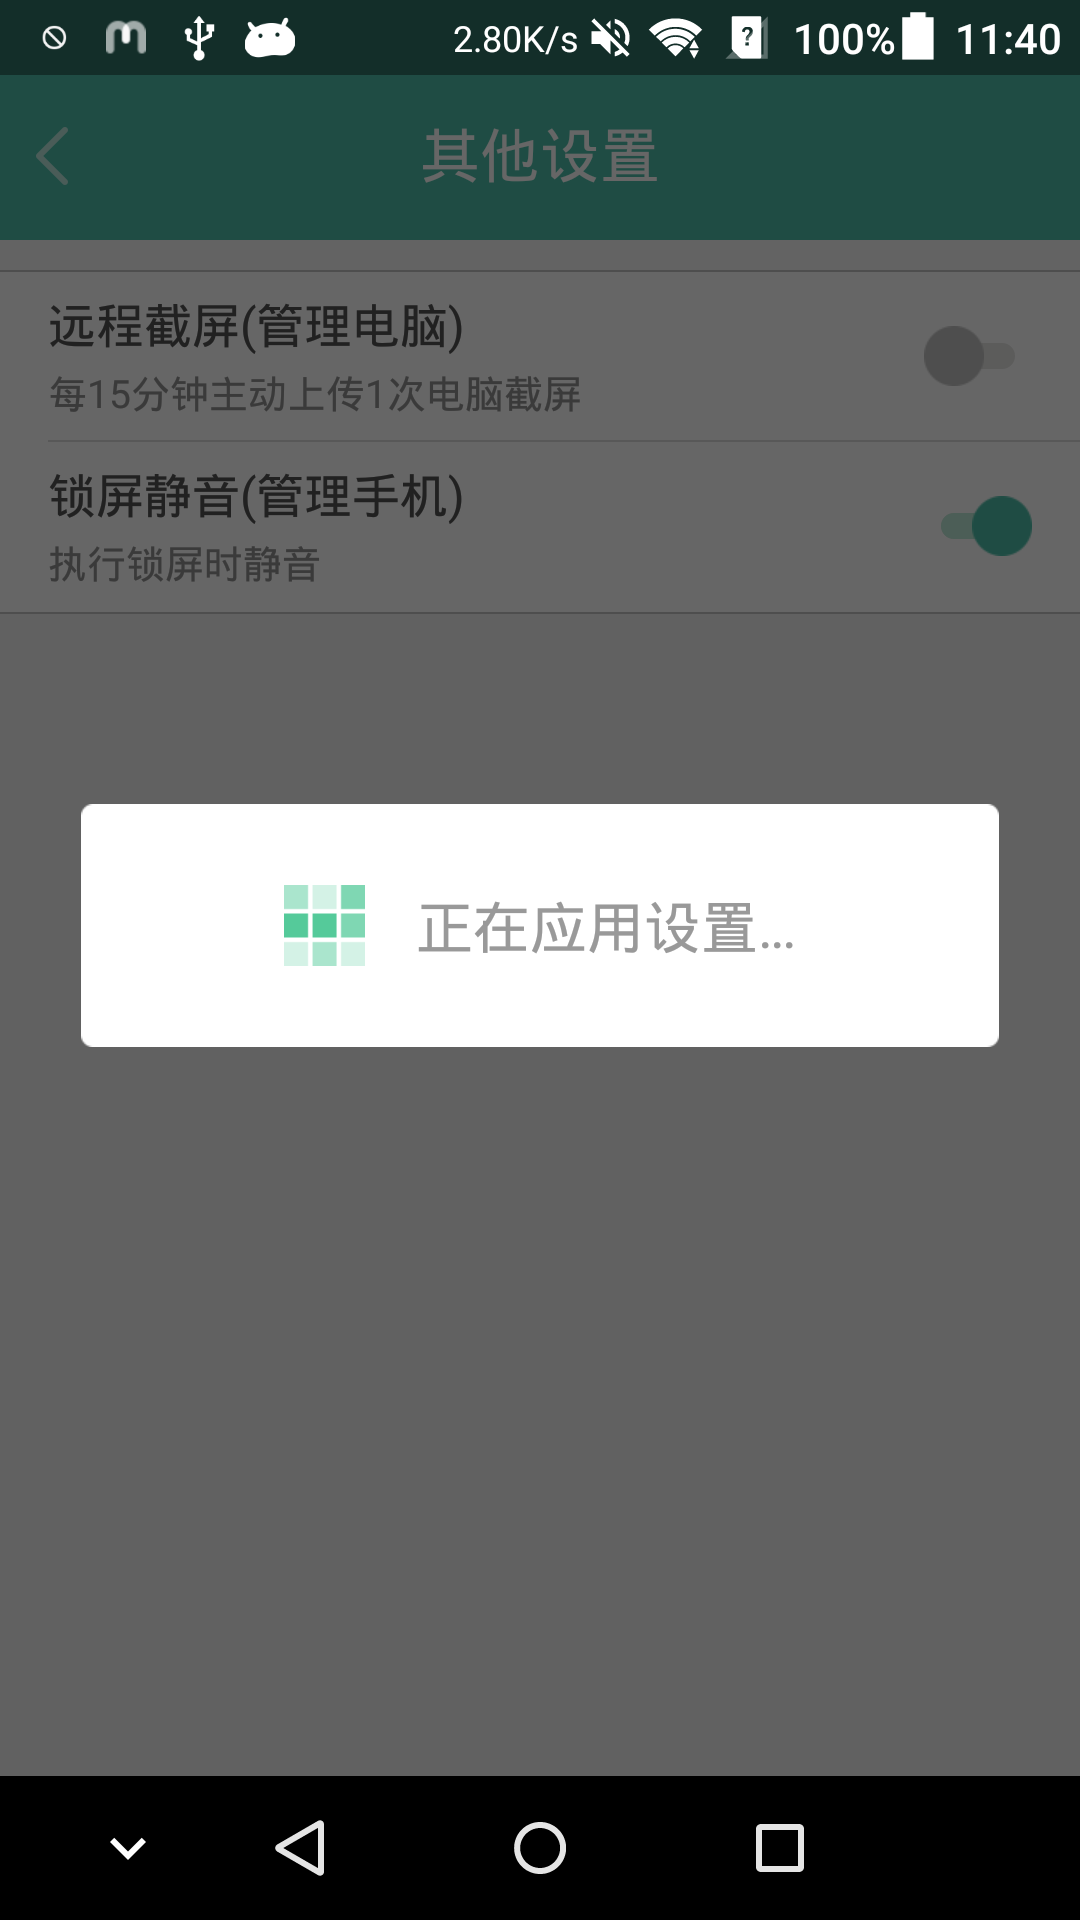 2.80K/s 100% 11:40
其他设置
远程截屏(管理电脑)
每15分钟主动上传1次电脑截屏
锁屏静音(管理手机)
执行锁屏时静音
正在应用设置...